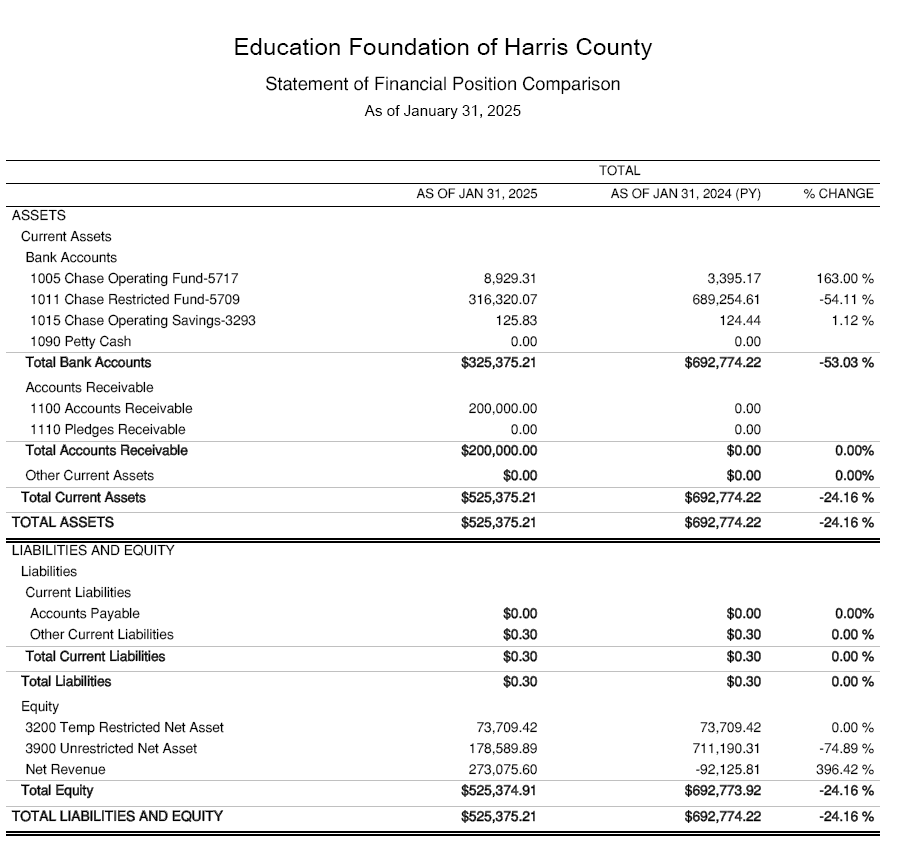 Education Foundation of Harris County
Statement of Financial Position Comparison
As of January 31, 2025
TOTAL
AS OF JAN 31, 2025 AS OF JAN 31, 2024 (PY) % CHANGE
ASSETS
Current Assets
Bank Accounts
1005 Chase Operating Fund-5717 8,929.31 3,395.17 163.00 %
1011 Chase Restricted Fund-5709 316,320.07 689,254.61 -54.11 %
1015 Chase Operating Savings-3293 125.83 124.44 1.12 %
1090 Petty Cash 0.00 0.00
Total Bank Accounts $325,375.21 $692,774.22 -53.03 %
Accounts Receivable
1100 Accounts Receivable 200,000.00 0.00
1110 Pledges Receivable 0.00 0.00
Total Accounts Receivable $200,000.00 $0.00 0.00%
Other Current Assets $0.00 $0.00 0.00%
Total Current Assets $525,375.21 $692,774.22 -24.16 %
TOTAL ASSETS $525,375.21 $692,774.22 -24.16 %
LIABILITIES AND EQUITY
Liabilities
Current Liabilities
Accounts Payable $0.00 $0.00 0.00%
Other Current Liabilities $0.30 $0.30 0.00 %
Total Current Liabilities $0.30 $0.30 0.00 %
Total Liabilities $0.30 $0.30 0.00 %
Equity
3200 Temp Restricted Net Asset 73,709.42 73,709.42 0.00 %
3900 Unrestricted Net Asset 178,589.89 711,190.31 -74.89 %
Net Revenue 273,075.60 -92,125.81 396.42 %
Total Equity $525,374.91 $692,773.92 -24.16 %
TOTAL LIABILITIES AND EQUITY $525,375.21 $692,774.22 -24.16 %